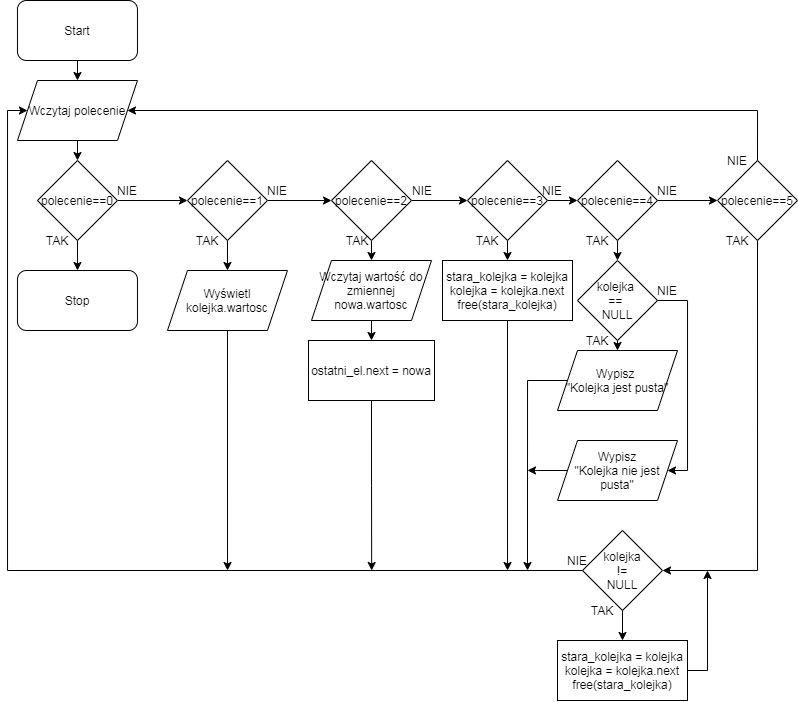 Start
Wczytaj polecenie
polecenie==0
NIE
polecenie==1
NIE
polecenie==2
NIE
polecenie==3
NIE
polecenie==4
NIE
NIE
polecenie==5
TAK
TAK
TAK
TAK
TAK
TAK
Stop
Wyświetl
kolejka.wartosc
Wczytaj wartość do
zmiennej
nowa.wartosc
stara_kolejka = kolejka
kolejka = kolejka.next
free(stara_kolejka)
kolejka
==
NULL
NIE
TAK
ostatni_el.next = nowa
Wypisz
"Kolejka jest pusta"
Wypisz
"Kolejka nie jest
pusta"
NIE
kolejka
!=
NULL
TAK
stara_kolejka = kolejka
kolejka = kolejka.next
free(stara_kolejka)